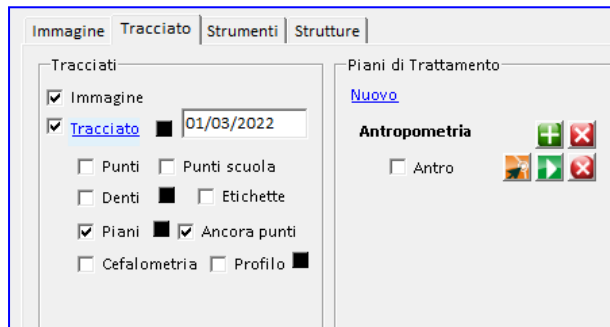 Immagine Tracciato Strumenti Strutture
Tracciati
Immagine
Tracciato 01/03/2022
Punti Punti scuola
Denti Etichette
Piani Ancora punti
Cefalometria Profilo
Piani di Trattamento
Nuovo
Antropometria
Antro